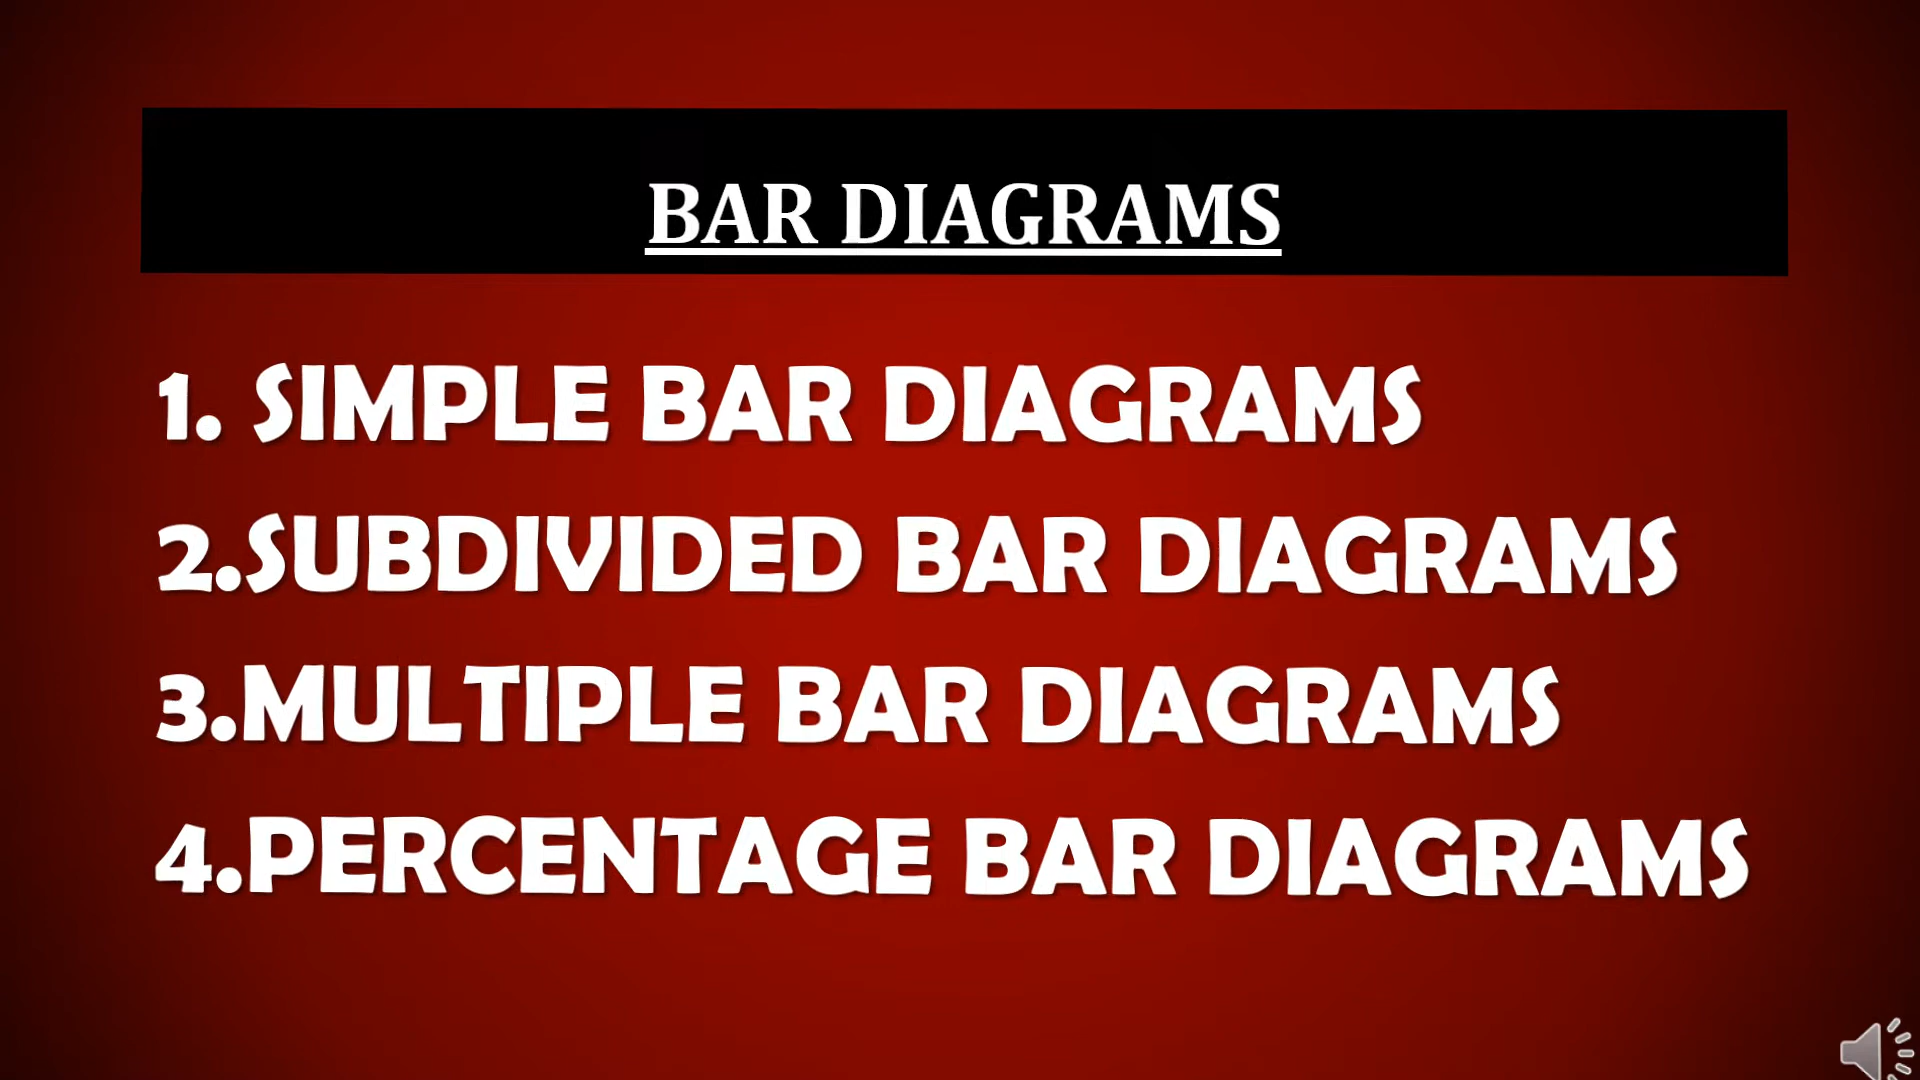 BAR DIAGRAMS
1. SIMPLE BAR DIAGRAMS
2.SUBDIVIDED BAR DIAGRAMS
3.MULTIPLE BAR DIAGRAMS
4.PERCENTAGE BAR DIAGRAMS